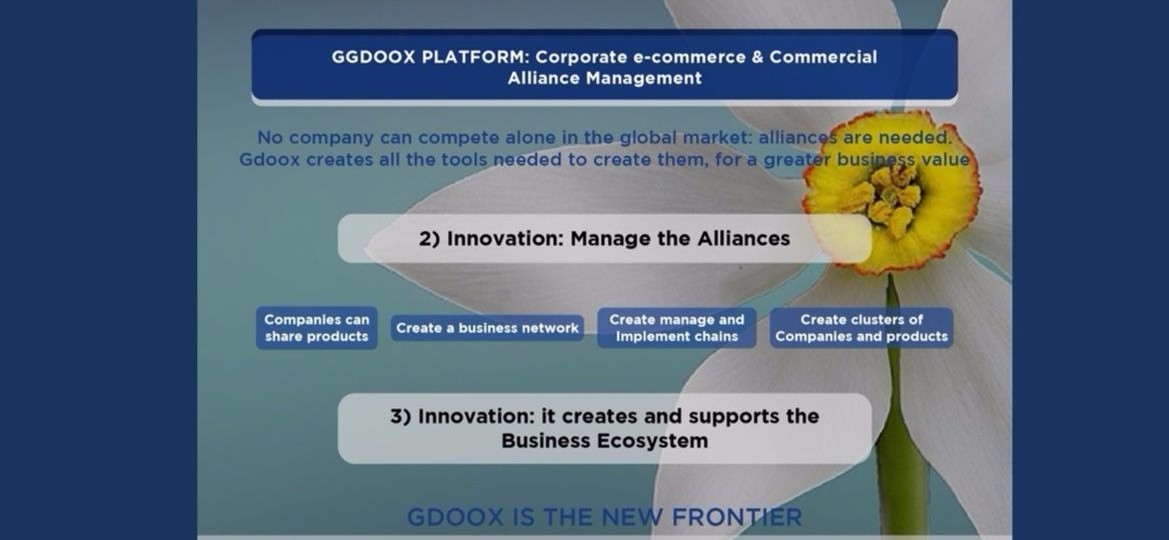 GGDOOX PLATFORM: Corporate e-commerce & Commercial
Alliance Management
No company can compete alone in the global market: alliances are needed.
Gdoox creates all the tools needed to create them, for a greater business value
2) Innovation: Manage the Alliances
Companies can
share products
Create a business network
Create manage and
Implement chains
Create clusters of
Companies and products
3) Innovation: it creates and supports the
Business Ecosystem
GDOOX IS THE NEW FRONTIER